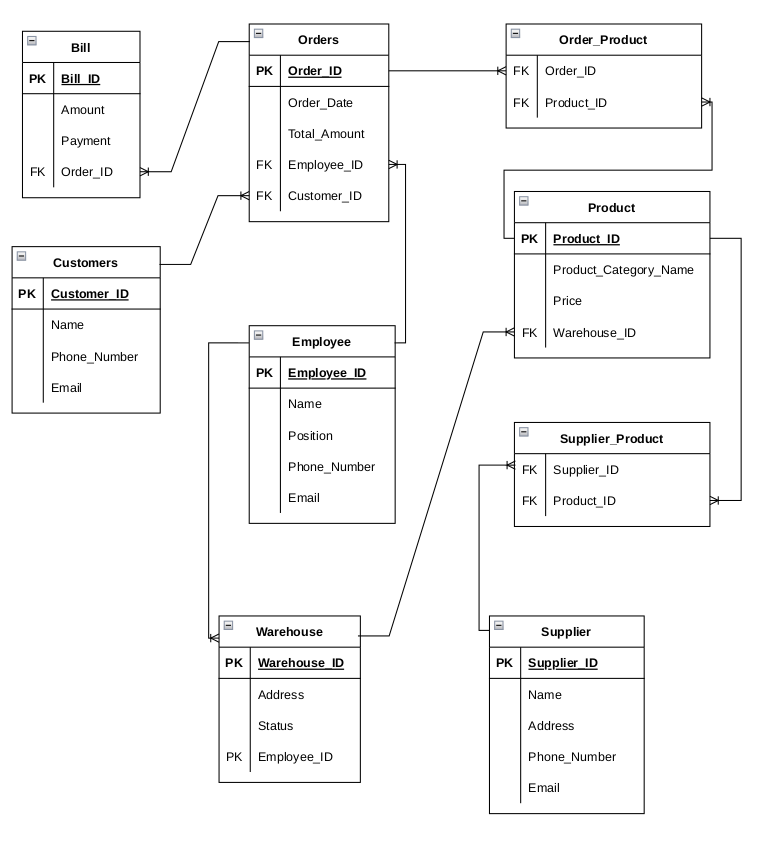 Bill
PK Bill_ID
Amount
Payment
FK Order_ID
Orders
PK Order_ID
Order_Date
Total_Amount
FK Employee_ID
FK Customer_ID
Order_Product
FK Order_ID
FK Product_ID
Customers
PK Customer_ID
Name
Phone_Number
Email
Product
PK Product_ID
Product_Category_Name
Price
FK Warehouse_ID
Employee
PK Employee_ID
Name
Position
Phone_Number
Email
Supplier_Product
FK Supplier_ID
FK Product_ID
Warehouse
PK Warehouse_ID
Address
Status
PK Employee_ID
Supplier
PK Supplier_ID
Name
Address
Phone_Number
Email